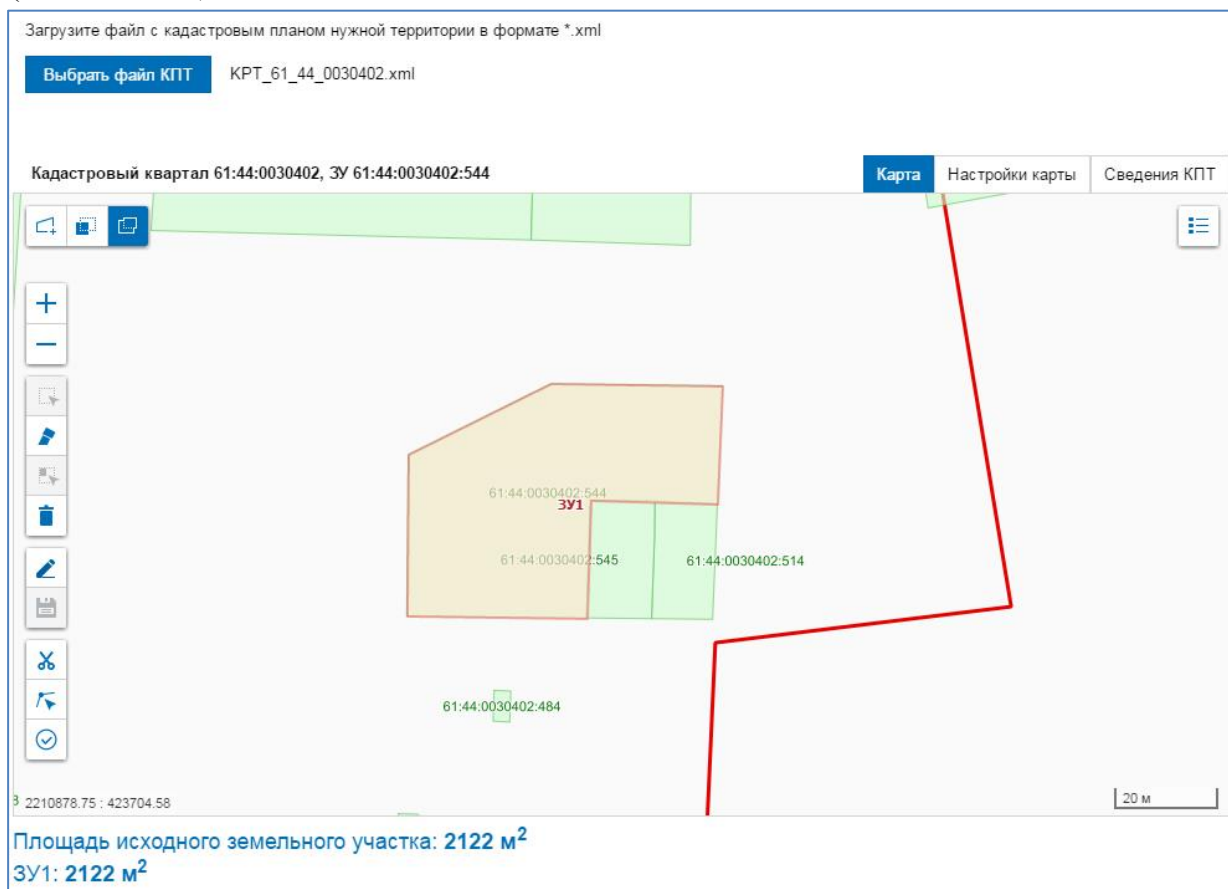 Загрузите файл с кадастровым планом нужной территории в формате *.xml
Выбрать файл КПТ KPT_61_44_0030402.xml
Кадастровый квартал 61:44:0030402, ЗУ 61:44:0030402:544
Карта Настройки карты Сведения КПТ
61:44:0030402:544
ЗУ1
61:44:0030402:545 61:44:0030402:514
61:44:0030402:484
2210878.75 : 423704.58
20 м
Площадь исходного земельного участка: 2122 м²
ЗУ1: 2122 м²